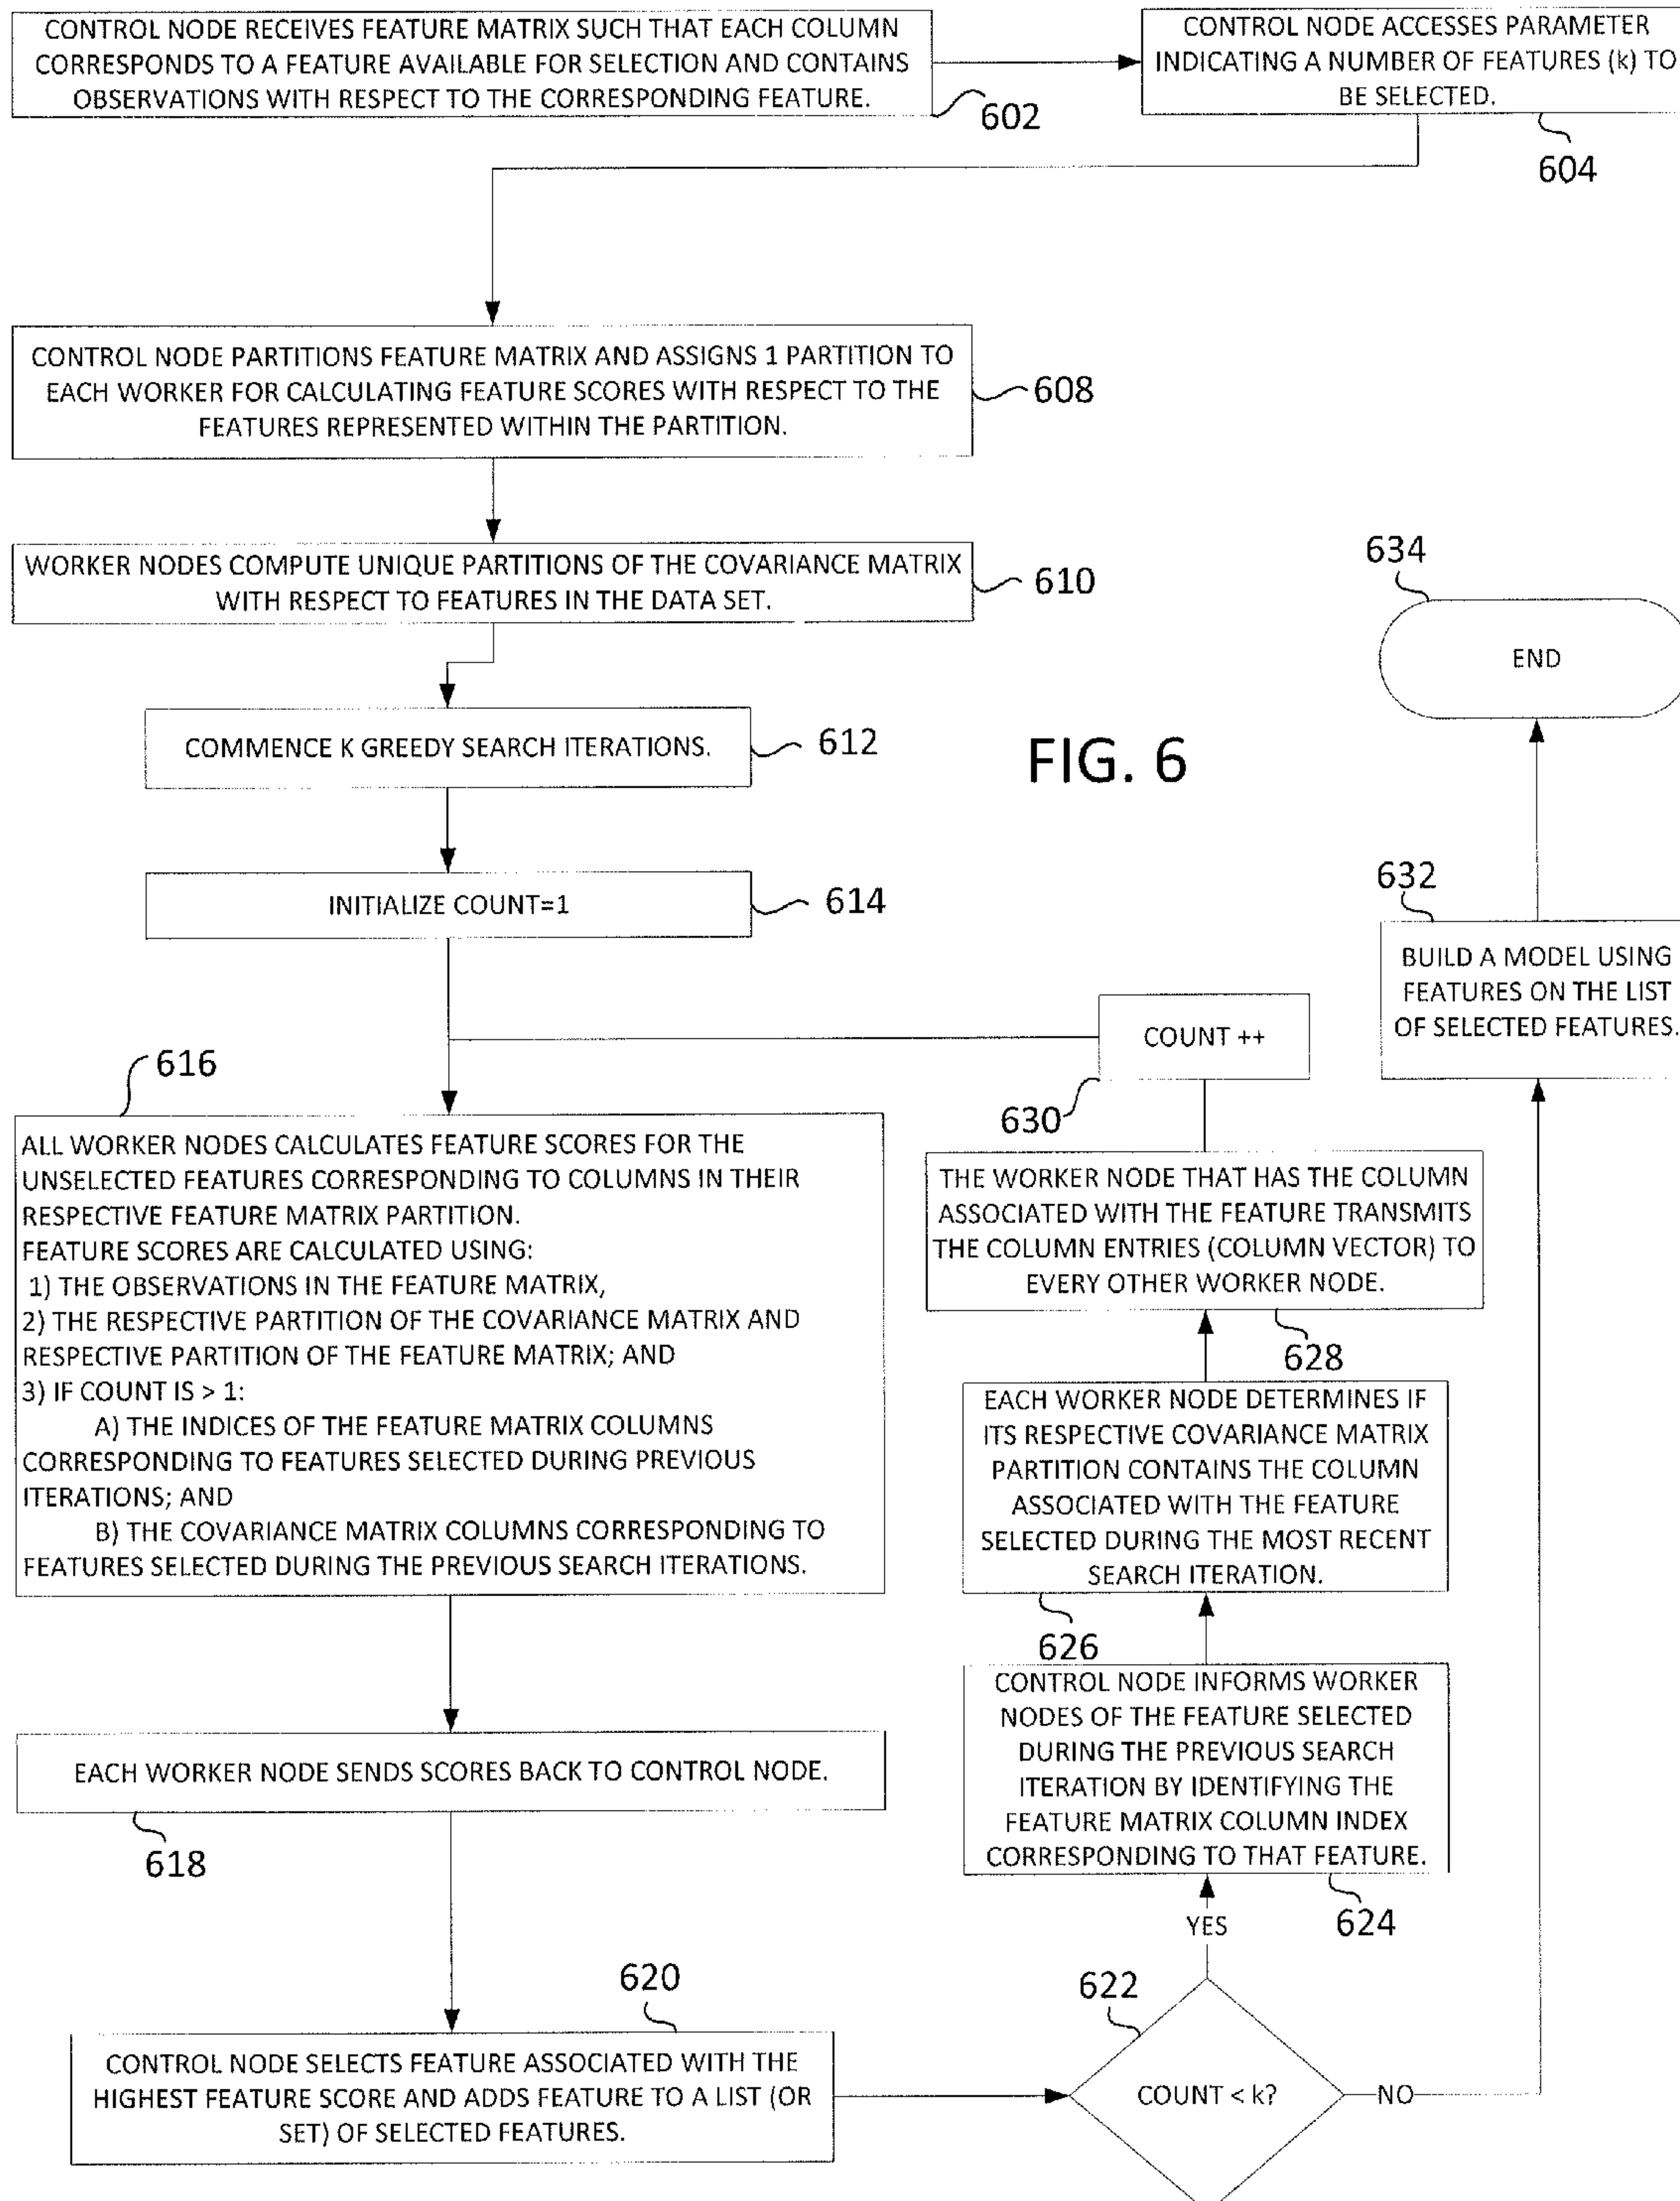 CONTROL NODE RECEIVES FEATURE MATRIX SUCH THAT EACH COLUMN
CORRESPONDS TO A FEATURE AVAILABLE FOR SELECTION AND CONTAINS
OBSERVATIONS WITH RESPECT TO THE CORRESPONDING FEATURE.
602
CONTROL NODE ACCESSES PARAMETER
INDICATING A NUMBER OF FEATURES (k) TO
BE SELECTED.
604
CONTROL NODE PARTITIONS FEATURE MATRIX AND ASSIGNS 1 PARTITION TO
EACH WORKER FOR CALCULATING FEATURE SCORES WITH RESPECT TO THE
FEATURES REPRESENTED WITHIN THE PARTITION.
608
WORKER NODES COMPUTE UNIQUE PARTITIONS OF THE COVARIANCE MATRIX
WITH RESPECT TO FEATURES IN THE DATA SET.
610
COMMENCE K GREEDY SEARCH ITERATIONS.
612
FIG. 6
INITIALIZE COUNT=1
614
616
ALL WORKER NODES CALCULATES FEATURE SCORES FOR THE
UNSELECTED FEATURES CORRESPONDING TO COLUMNS IN THEIR
RESPECTIVE FEATURE MATRIX PARTITION.
FEATURE SCORES ARE CALCULATED USING:
1) THE OBSERVATIONS IN THE FEATURE MATRIX,
2) THE RESPECTIVE PARTITION OF THE COVARIANCE MATRIX AND
RESPECTIVE PARTITION OF THE FEATURE MATRIX; AND
3) IF COUNT IS > 1:
A) THE INDICES OF THE FEATURE MATRIX COLUMNS
CORRESPONDING TO FEATURES SELECTED DURING PREVIOUS
ITERATIONS; AND
B) THE COVARIANCE MATRIX COLUMNS CORRESPONDING TO
FEATURES SELECTED DURING THE PREVIOUS SEARCH ITERATIONS.
EACH WORKER NODE SENDS SCORES BACK TO CONTROL NODE.
618
620
CONTROL NODE SELECTS FEATURE ASSOCIATED WITH THE
HIGHEST FEATURE SCORE AND ADDS FEATURE TO A LIST (OR
SET) OF SELECTED FEATURES.
622
COUNT < k?
YES
NO
CONTROL NODE INFORMS WORKER
NODES OF THE FEATURE SELECTED
DURING THE PREVIOUS SEARCH
ITERATION BY IDENTIFYING THE
FEATURE MATRIX COLUMN INDEX
CORRESPONDING TO THAT FEATURE.
624
EACH WORKER NODE DETERMINES IF
ITS RESPECTIVE COVARIANCE MATRIX
PARTITION CONTAINS THE COLUMN
ASSOCIATED WITH THE FEATURE
SELECTED DURING THE MOST RECENT
SEARCH ITERATION.
626
THE WORKER NODE THAT HAS THE COLUMN
ASSOCIATED WITH THE FEATURE TRANSMITS
THE COLUMN ENTRIES (COLUMN VECTOR) TO
EVERY OTHER WORKER NODE.
628
COUNT ++
630
632
BUILD A MODEL USING
FEATURES ON THE LIST
OF SELECTED FEATURES.
634
END